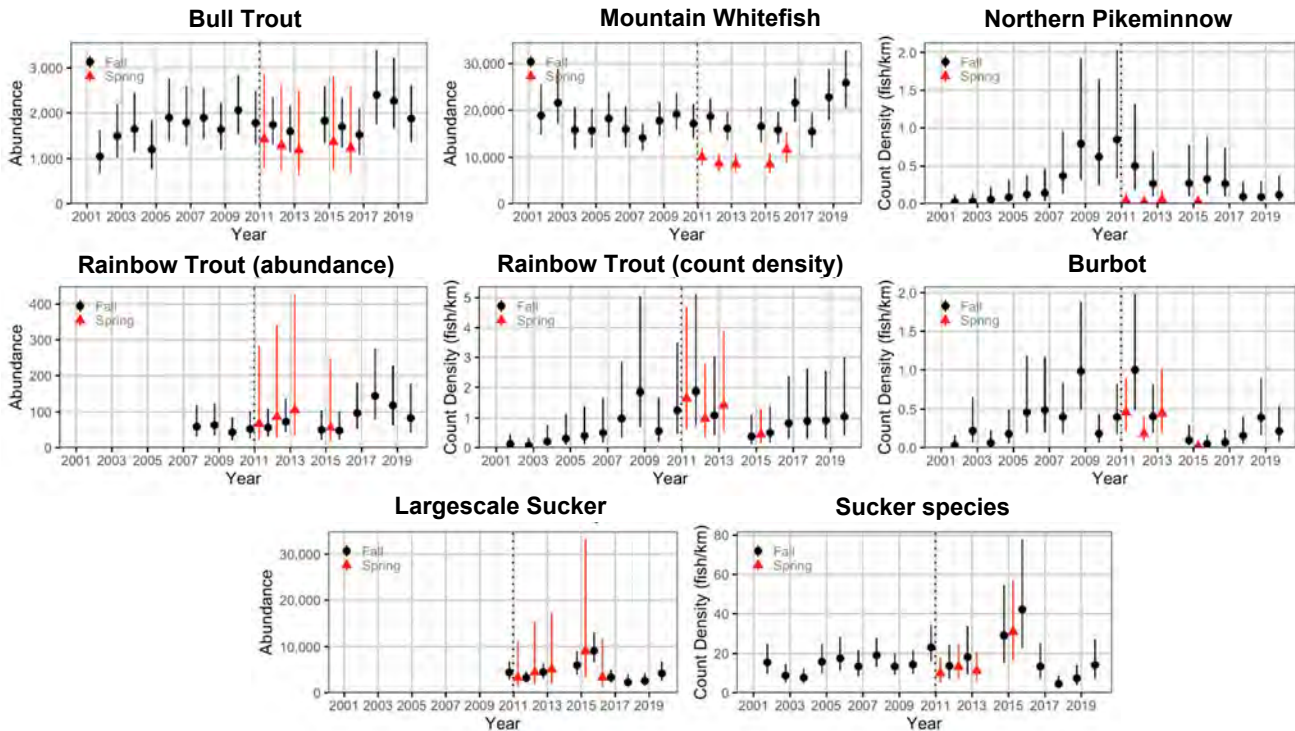 Bull Trout
3,000
2,000
1,000
0
Abundance
Fall
Spring
2001 2003 2005 2007 2009 2011 2013 2015 2017 2019
Year
Mountain Whitefish
30,000
20,000
10,000
0
Abundance
Fall
Spring
2001 2003 2005 2007 2009 2011 2013 2015 2017 2019
Year
Northern Pikeminnow
2.0
1.5
1.0
0.5
0.0
Count Density (fish/km)
Fall
Spring
2001 2003 2005 2007 2009 2011 2013 2015 2017 2019
Year
Rainbow Trout (abundance)
400
300
200
100
0
Abundance
Fall
Spring
2001 2003 2005 2007 2009 2011 2013 2015 2017 2019
Year
Rainbow Trout (count density)
5
4
3
2
1
0
Count Density (fish/km)
Fall
Spring
2001 2003 2005 2007 2009 2011 2013 2015 2017 2019
Year
Burbot
2.0
1.5
1.0
0.5
0.0
Count Density (fish/km)
Fall
Spring
2001 2003 2005 2007 2009 2011 2013 2015 2017 2019
Year
Largescale Sucker
30,000
20,000
10,000
0
Abundance
Fall
Spring
2001 2003 2005 2007 2009 2011 2013 2015 2017 2019
Year
Sucker species
80
60
40
20
0
Count Density (fish/km)
Fall
Spring
2001 2003 2005 2007 2009 2011 2013 2015 2017 2019
Year